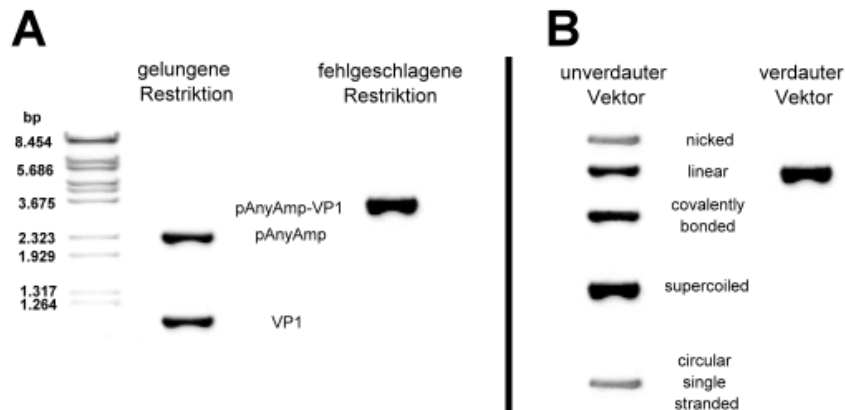 A
gelungene
Restriktion
fehlgeschlagene
Restriktion
bp
8.454
5.686
3.675
2.323
1.929
1.317
1.264
pAnyAmp-VP1
pAnyAmp
VP1
B
unverdauter
Vektor
verdauter
Vektor
nicked
linear
covalently
bonded
supercoiled
circular
single
stranded